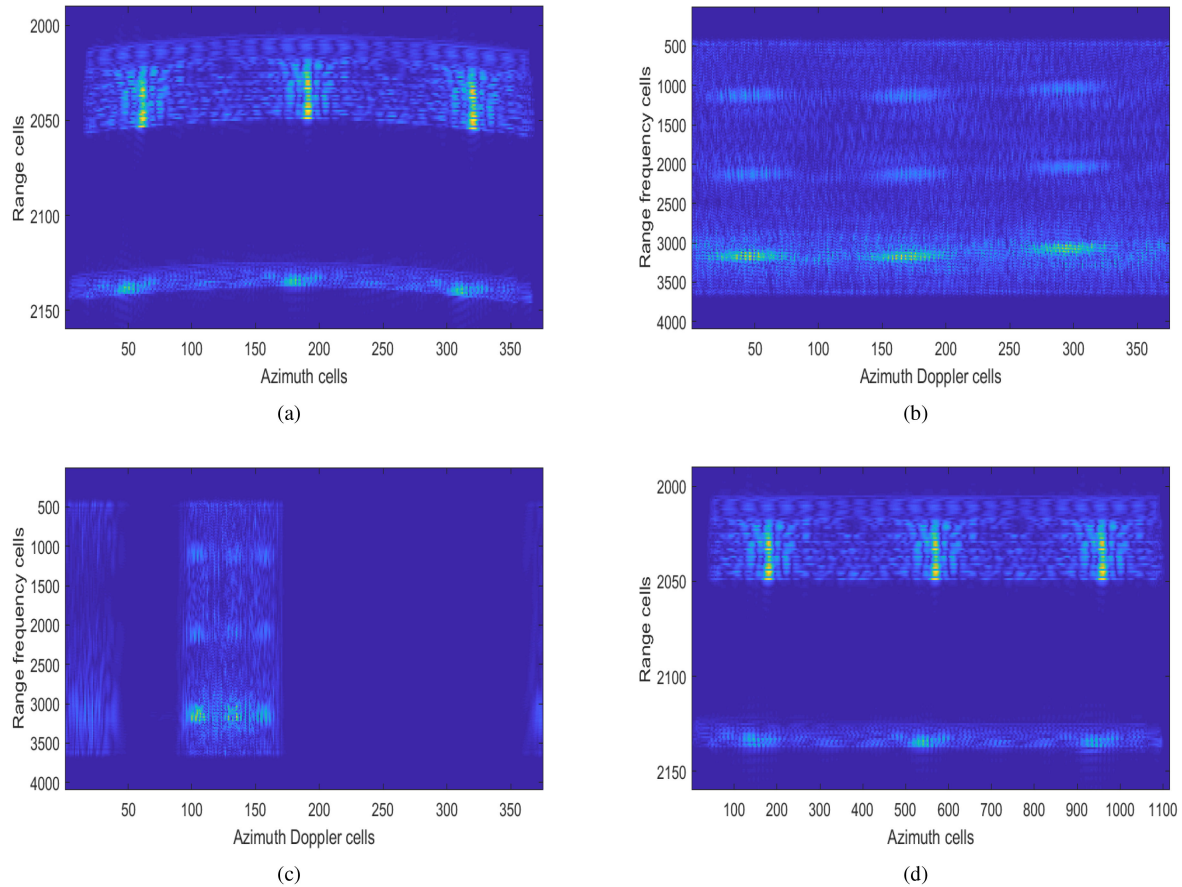 2000
2050
2100
2150
Range cells
50 100 150 200 250 300 350
Azimuth cells
(a)
500
1000
1500
2000
2500
3000
3500
4000
Range frequency cells
50 100 150 200 250 300 350
Azimuth Doppler cells
(b)
500
1000
1500
2000
2500
3000
3500
4000
Range frequency cells
50 100 150 200 250 300 350
Azimuth Doppler cells
(c)
2000
2050
2100
2150
Range cells
100 200 300 400 500 600 700 800 900 1000 1100
Azimuth cells
(d)